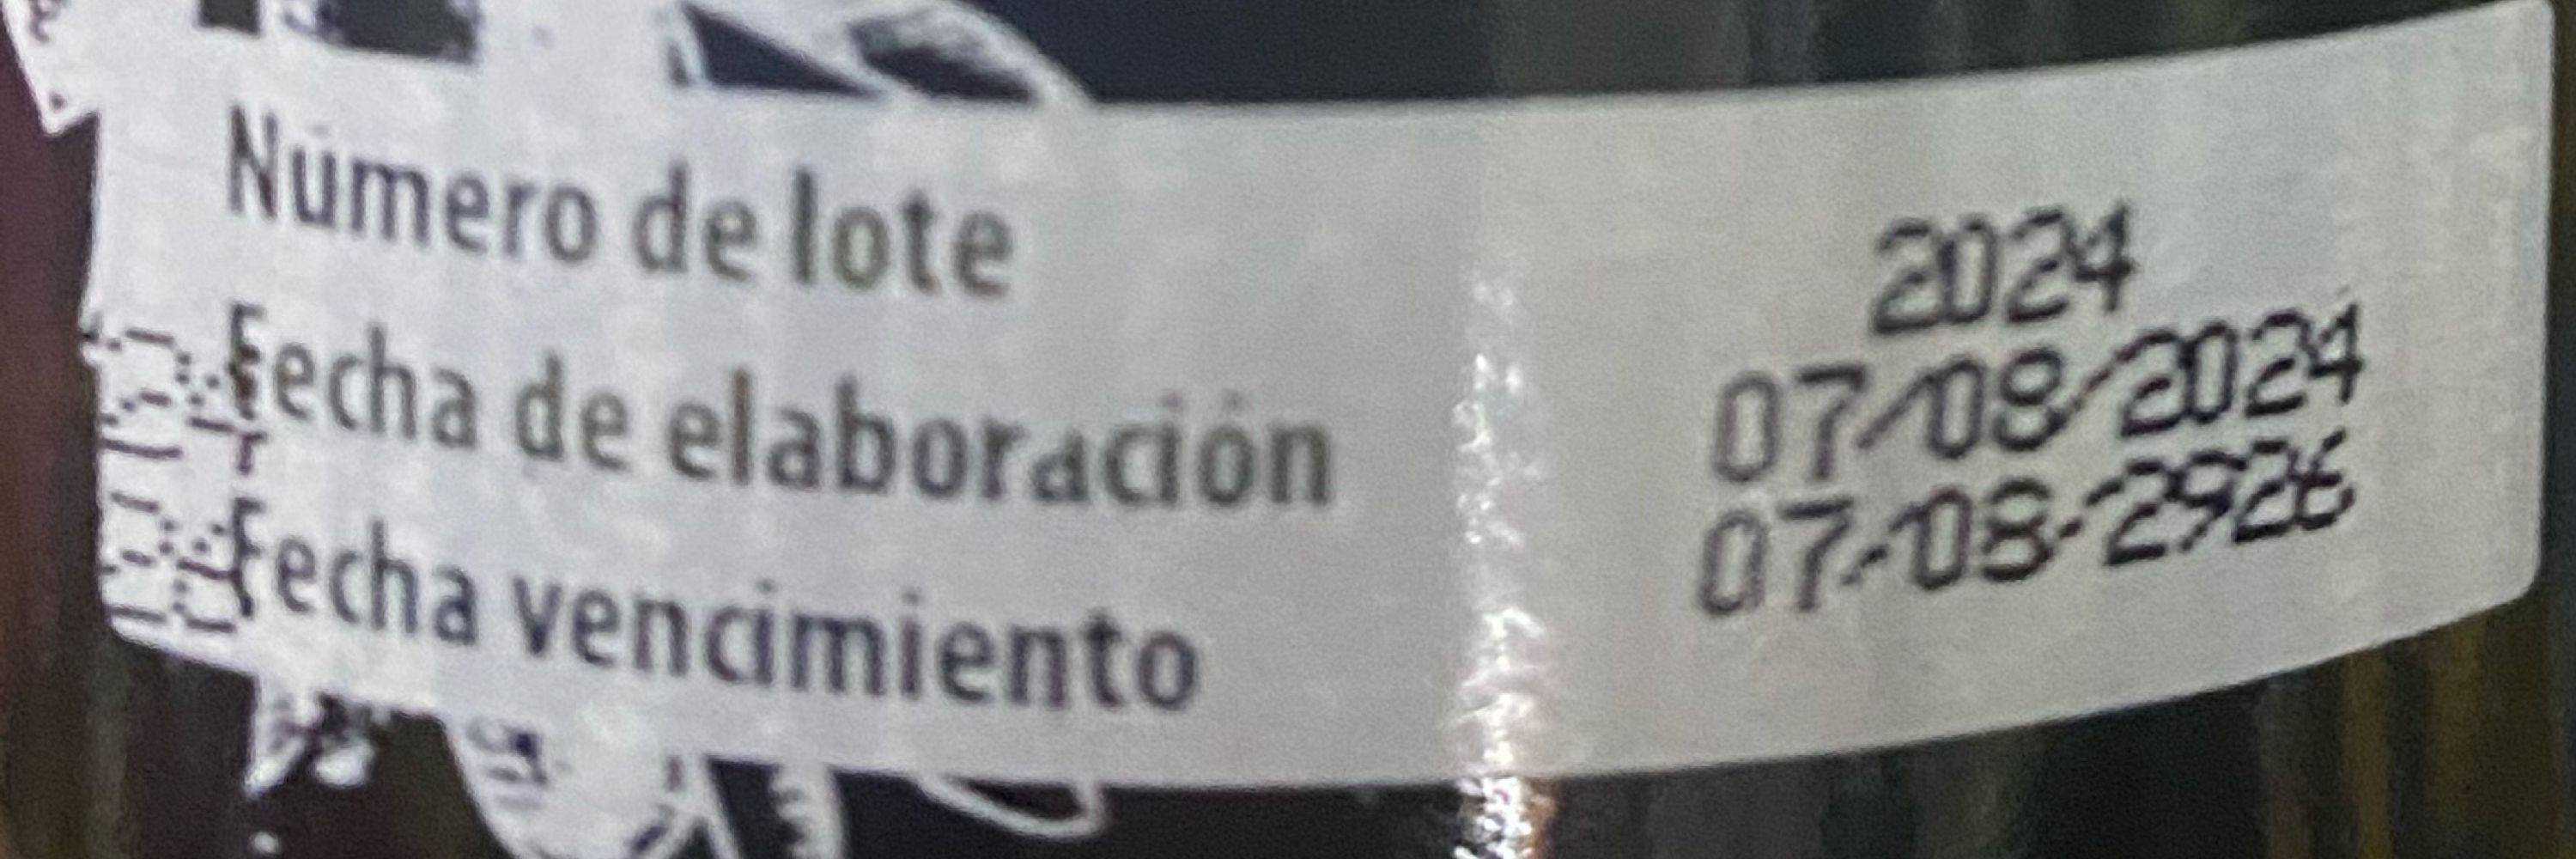 Número de lote
2024
Fecha de elaboración
07/08/2024
Fecha vencimiento
07-08-2926